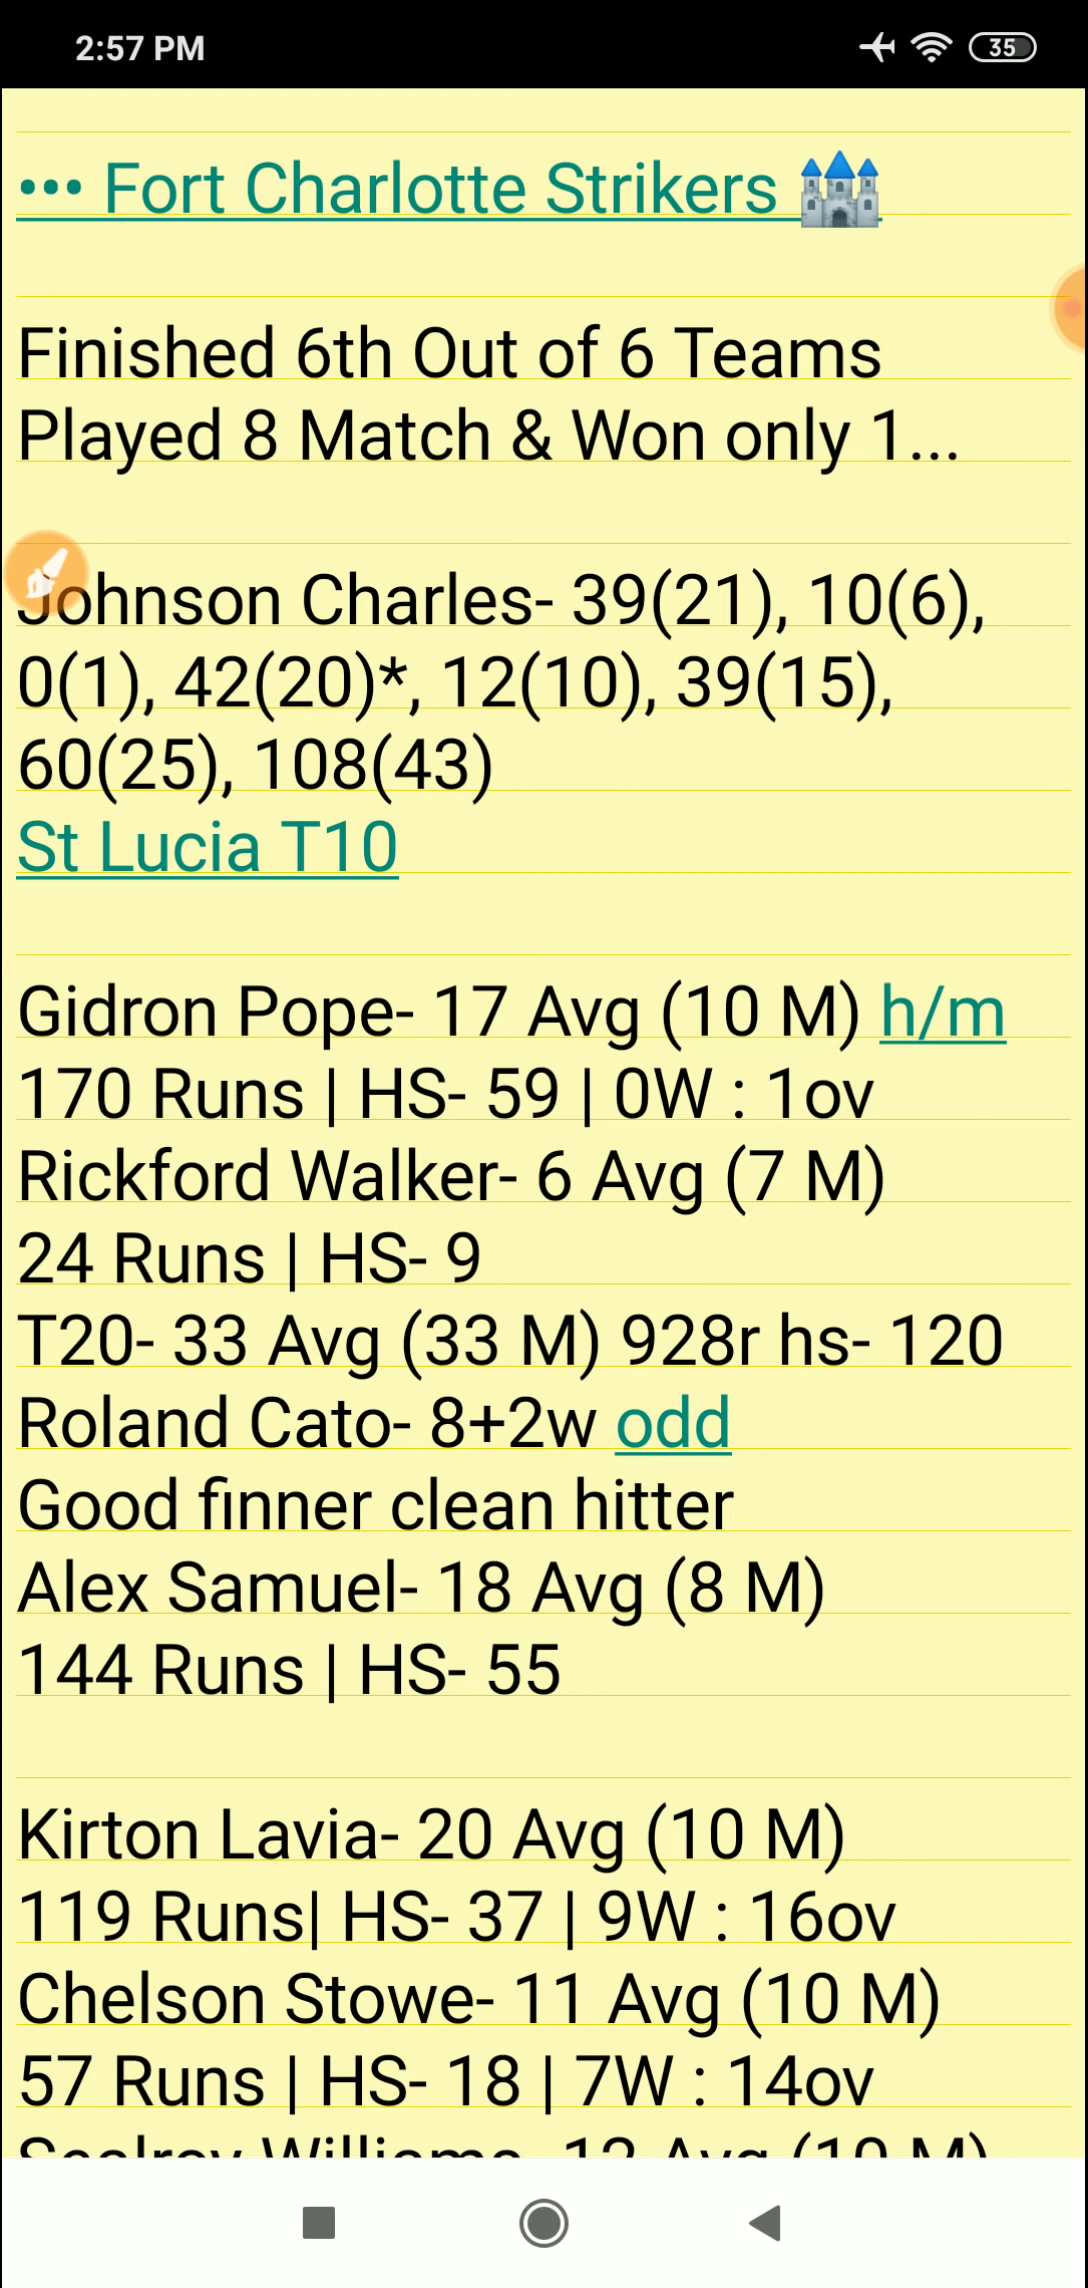 2:57 PM
35
••• Fort Charlotte Strikers 🏰
Finished 6th Out of 6 Teams
Played 8 Match & Won only 1...
Johnson Charles- 39(21), 10(6),
0(1), 42(20)*, 12(10), 39(15),
60(25), 108(43)
St Lucia T10
Gidron Pope- 17 Avg (10 M) h/m
170 Runs | HS- 59 | 0W : 1ov
Rickford Walker- 6 Avg (7 M)
24 Runs | HS- 9
T20- 33 Avg (33 M) 928r hs- 120
Roland Cato- 8+2w odd
Good finner clean hitter
Alex Samuel- 18 Avg (8 M)
144 Runs | HS- 55
Kirton Lavia- 20 Avg (10 M)
119 Runs| HS- 37 | 9W : 16ov
Chelson Stowe- 11 Avg (10 M)
57 Runs | HS- 18 | 7W : 14ov
Williams- Avg (10 M)